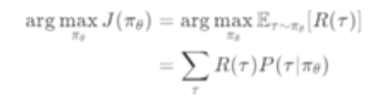 arg max_{π_θ} J(π_θ) = arg max_{π_θ} 𝔼_{τ∼π_θ}[R(τ)]
= ∑_τ R(τ)P(τ|π_θ)